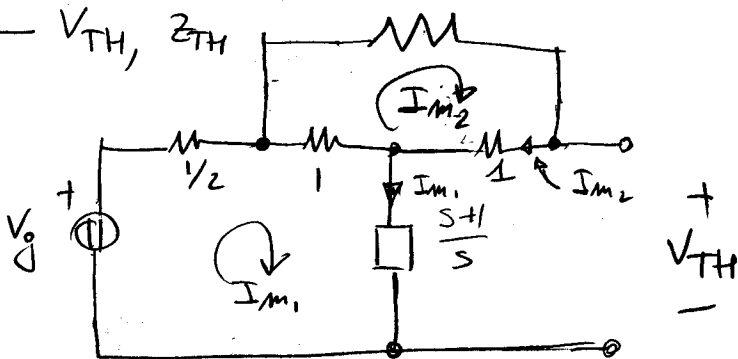 — V_TH, Z_TH
I_m2
1/2
1
1
I_m1
I_m2
S+1
S
+
V_g
I_m1
+
V_TH
−